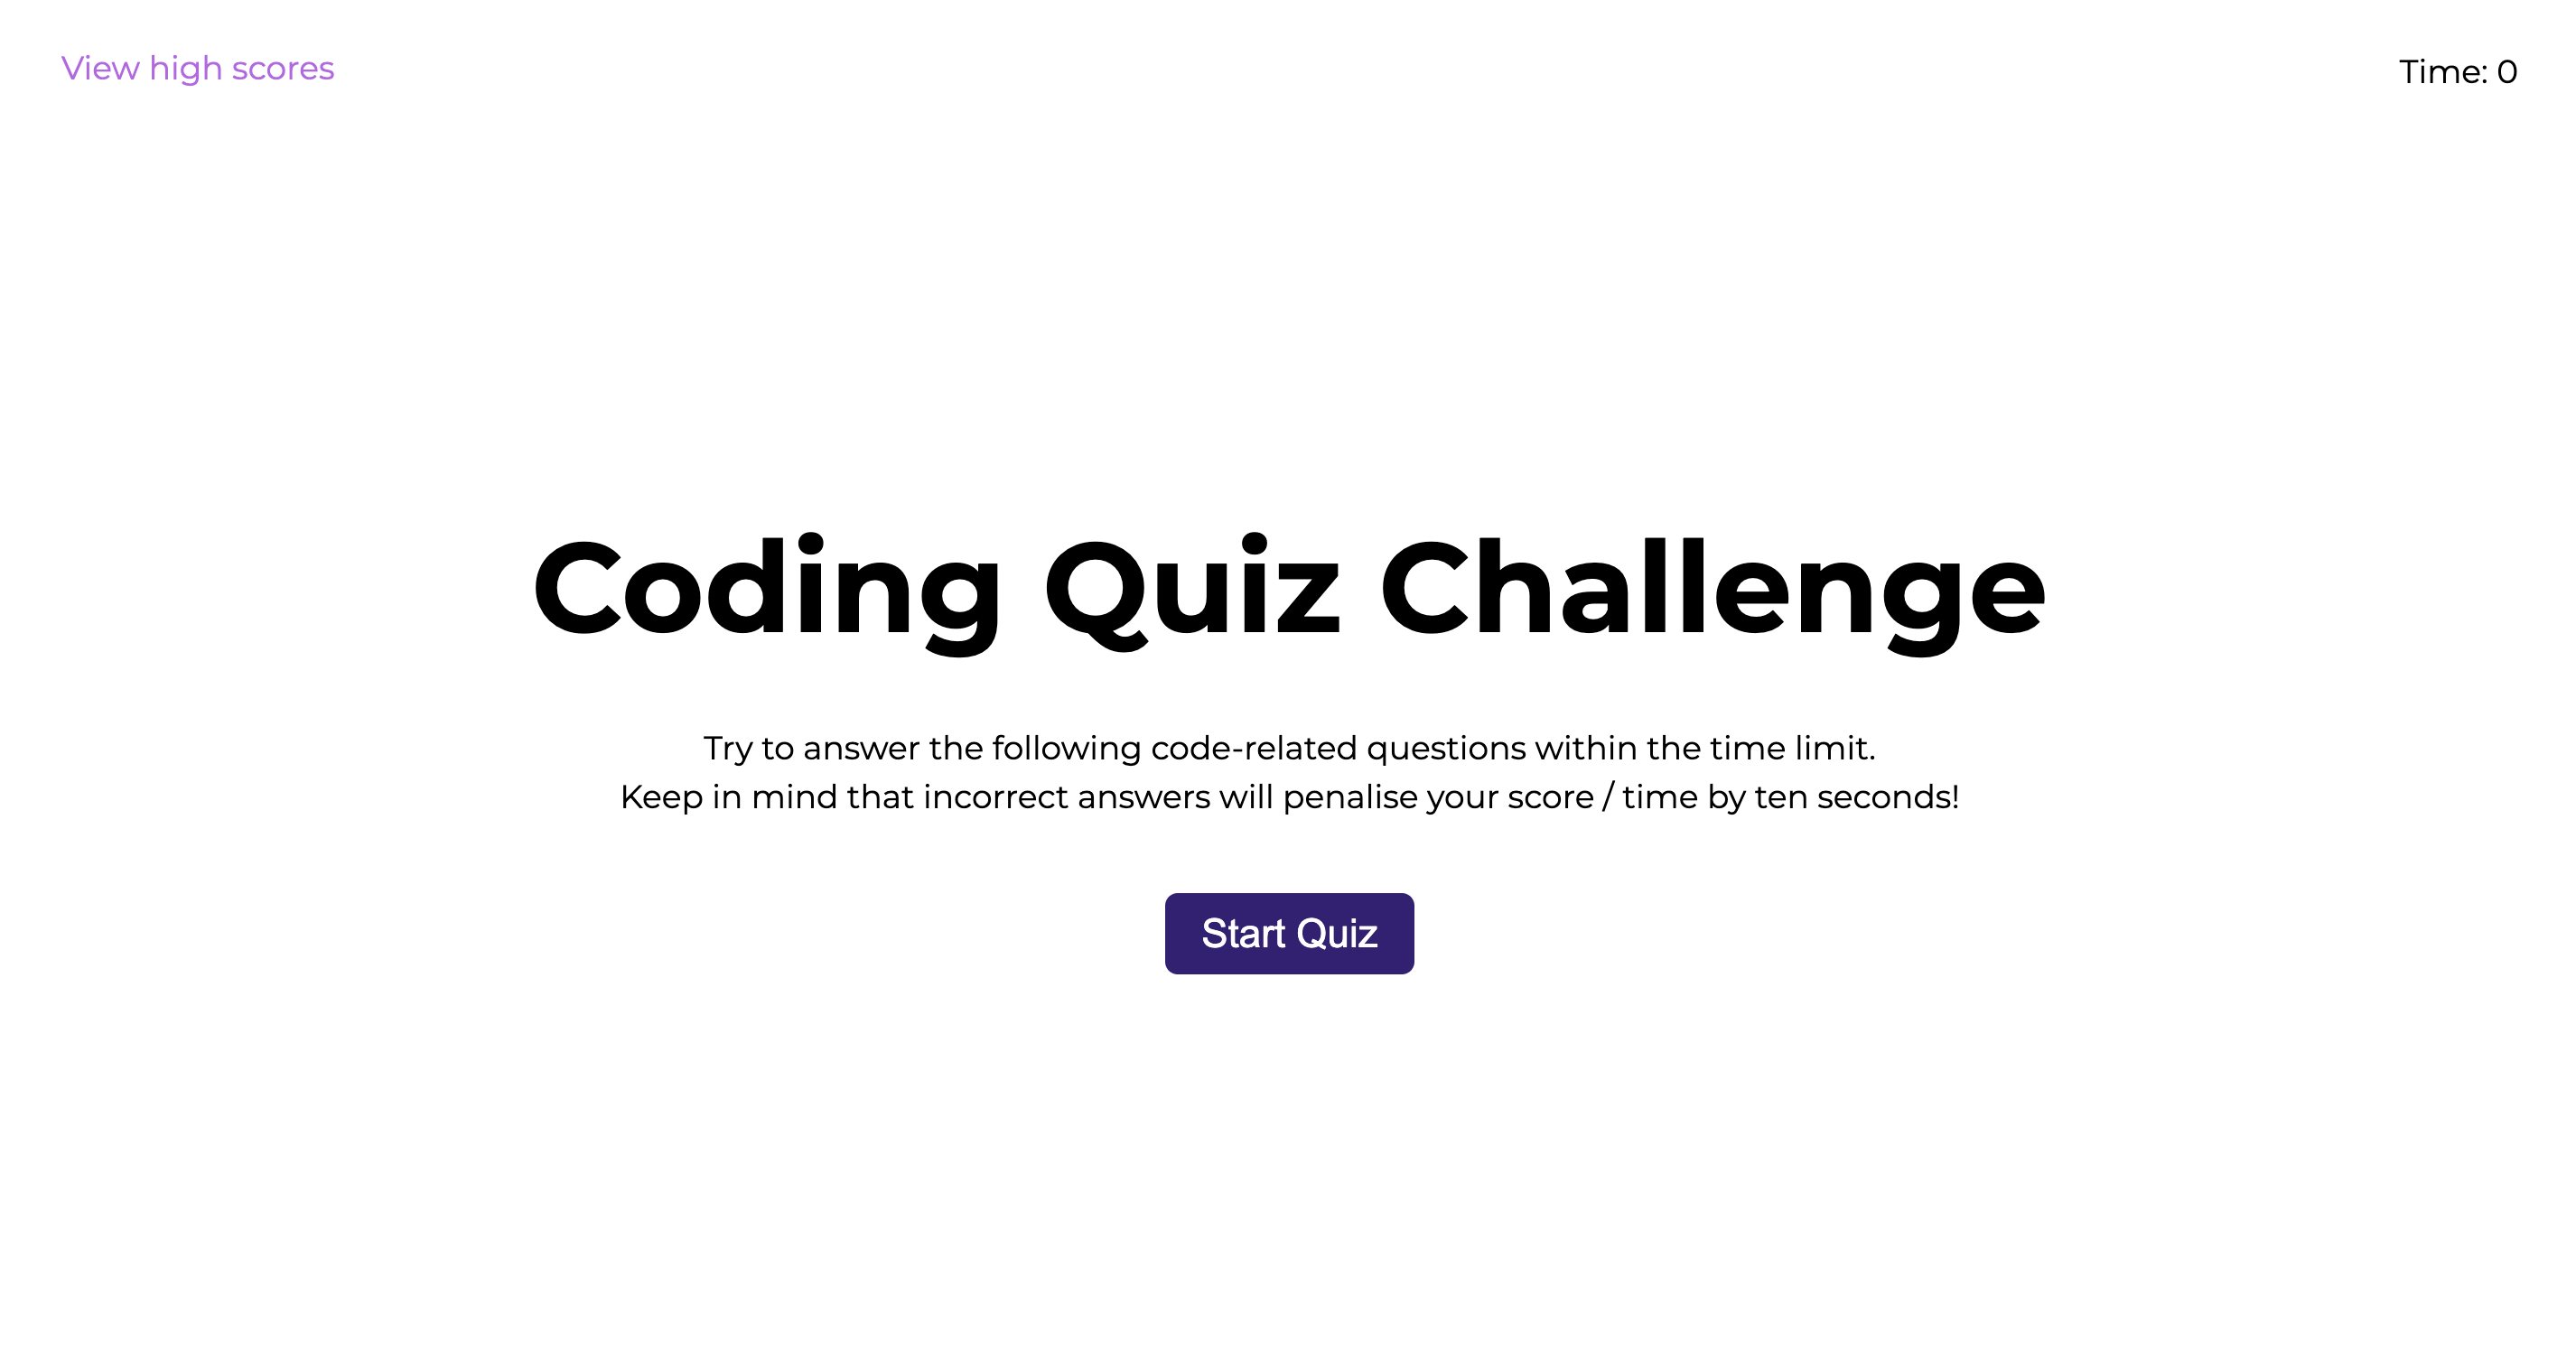 View high scores
Time: 0
Coding Quiz Challenge
Try to answer the following code-related questions within the time limit.
Keep in mind that incorrect answers will penalise your score / time by ten seconds!
Start Quiz